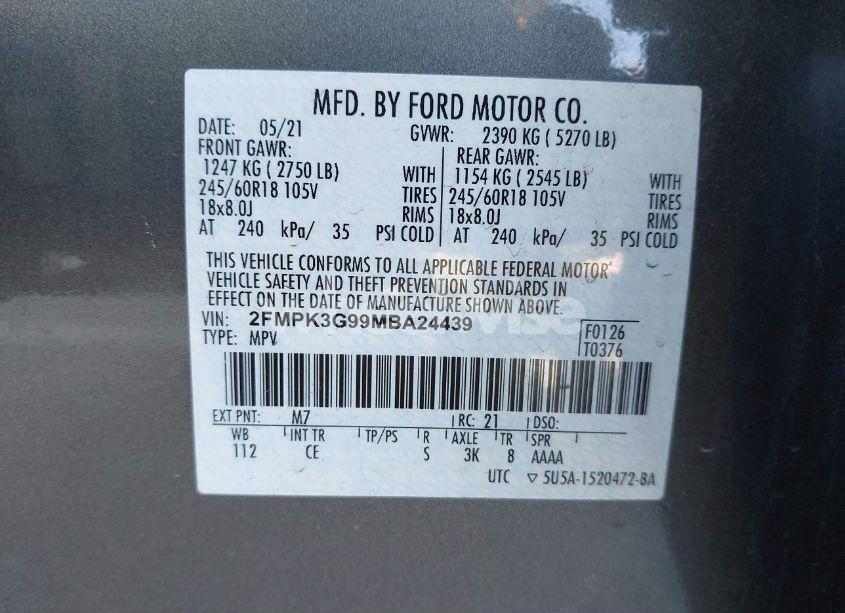 MFD. BY FORD MOTOR CO.
DATE: 05/21 GVWR: 2390 KG ( 5270 LB)
FRONT GAWR: REAR GAWR:
1247 KG ( 2750 LB) WITH 1154 KG ( 2545 LB) WITH
245/60R18 105V TIRES 245/60R18 105V TIRES
18x8.0J RIMS 18x8.0J RIMS
AT 240 kPa/ 35 PSI COLD AT 240 kPa/ 35 PSI COLD
THIS VEHICLE CONFORMS TO ALL APPLICABLE FEDERAL MOTOR
VEHICLE SAFETY AND THEFT PREVENTION STANDARDS IN
EFFECT ON THE DATE OF MANUFACTURE SHOWN ABOVE.
VIN: 2FMPK3G99MBA24439 F0126
TYPE: MPV T0376
EXT PNT: M7 RC: 21 DSO:
WB INT TR TP/PS R AXLE TR SPR
112 CE S 3K 8 AAAA
UTC ▽ 5U5A-1520472-BA